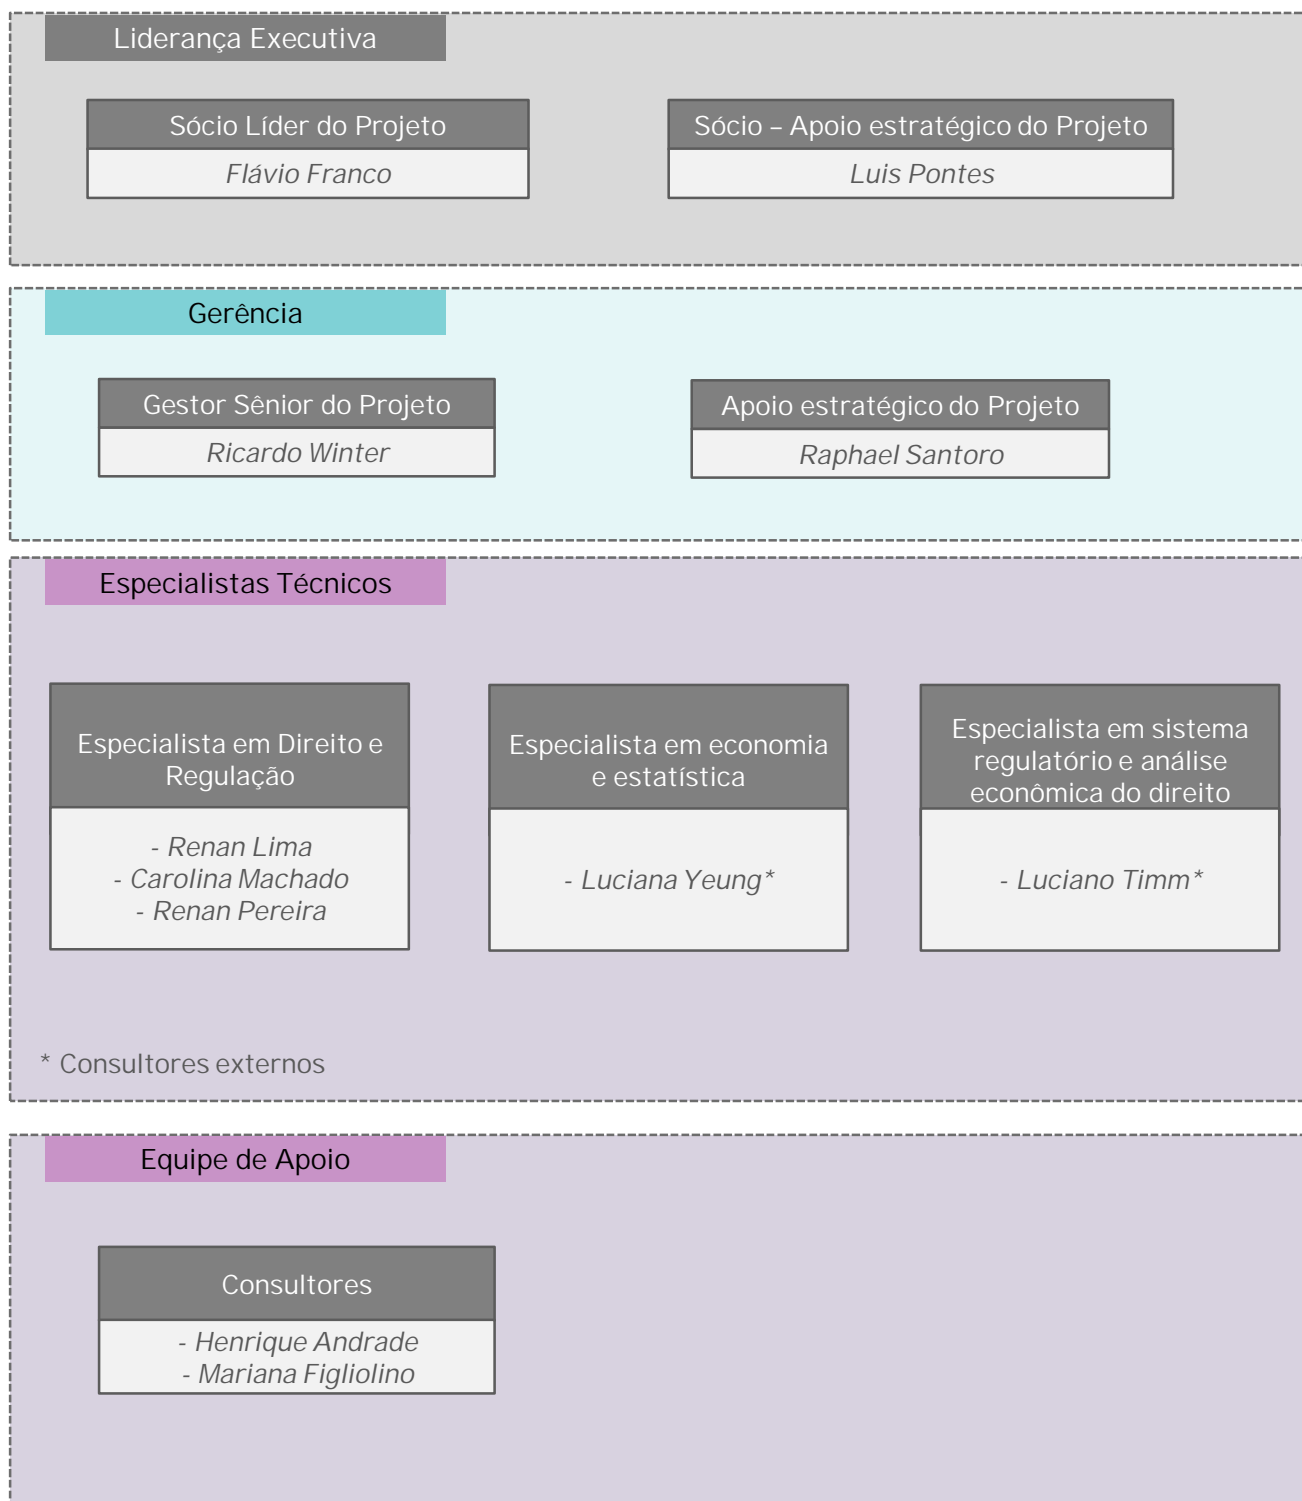 Liderança Executiva
Sócio Líder do Projeto
Flávio Franco
Sócio – Apoio estratégico do Projeto
Luis Pontes
Gerência
Gestor Sênior do Projeto
Ricardo Winter
Apoio estratégico do Projeto
Raphael Santoro
Especialistas Técnicos
Especialista em Direito e
Regulação
- Renan Lima
- Carolina Machado
- Renan Pereira
Especialista em economia
e estatística
- Luciana Yeung*
Especialista em sistema
regulatório e análise
econômica do direito
- Luciano Timm*
* Consultores externos
Equipe de Apoio
Consultores
- Henrique Andrade
- Mariana Figliolino